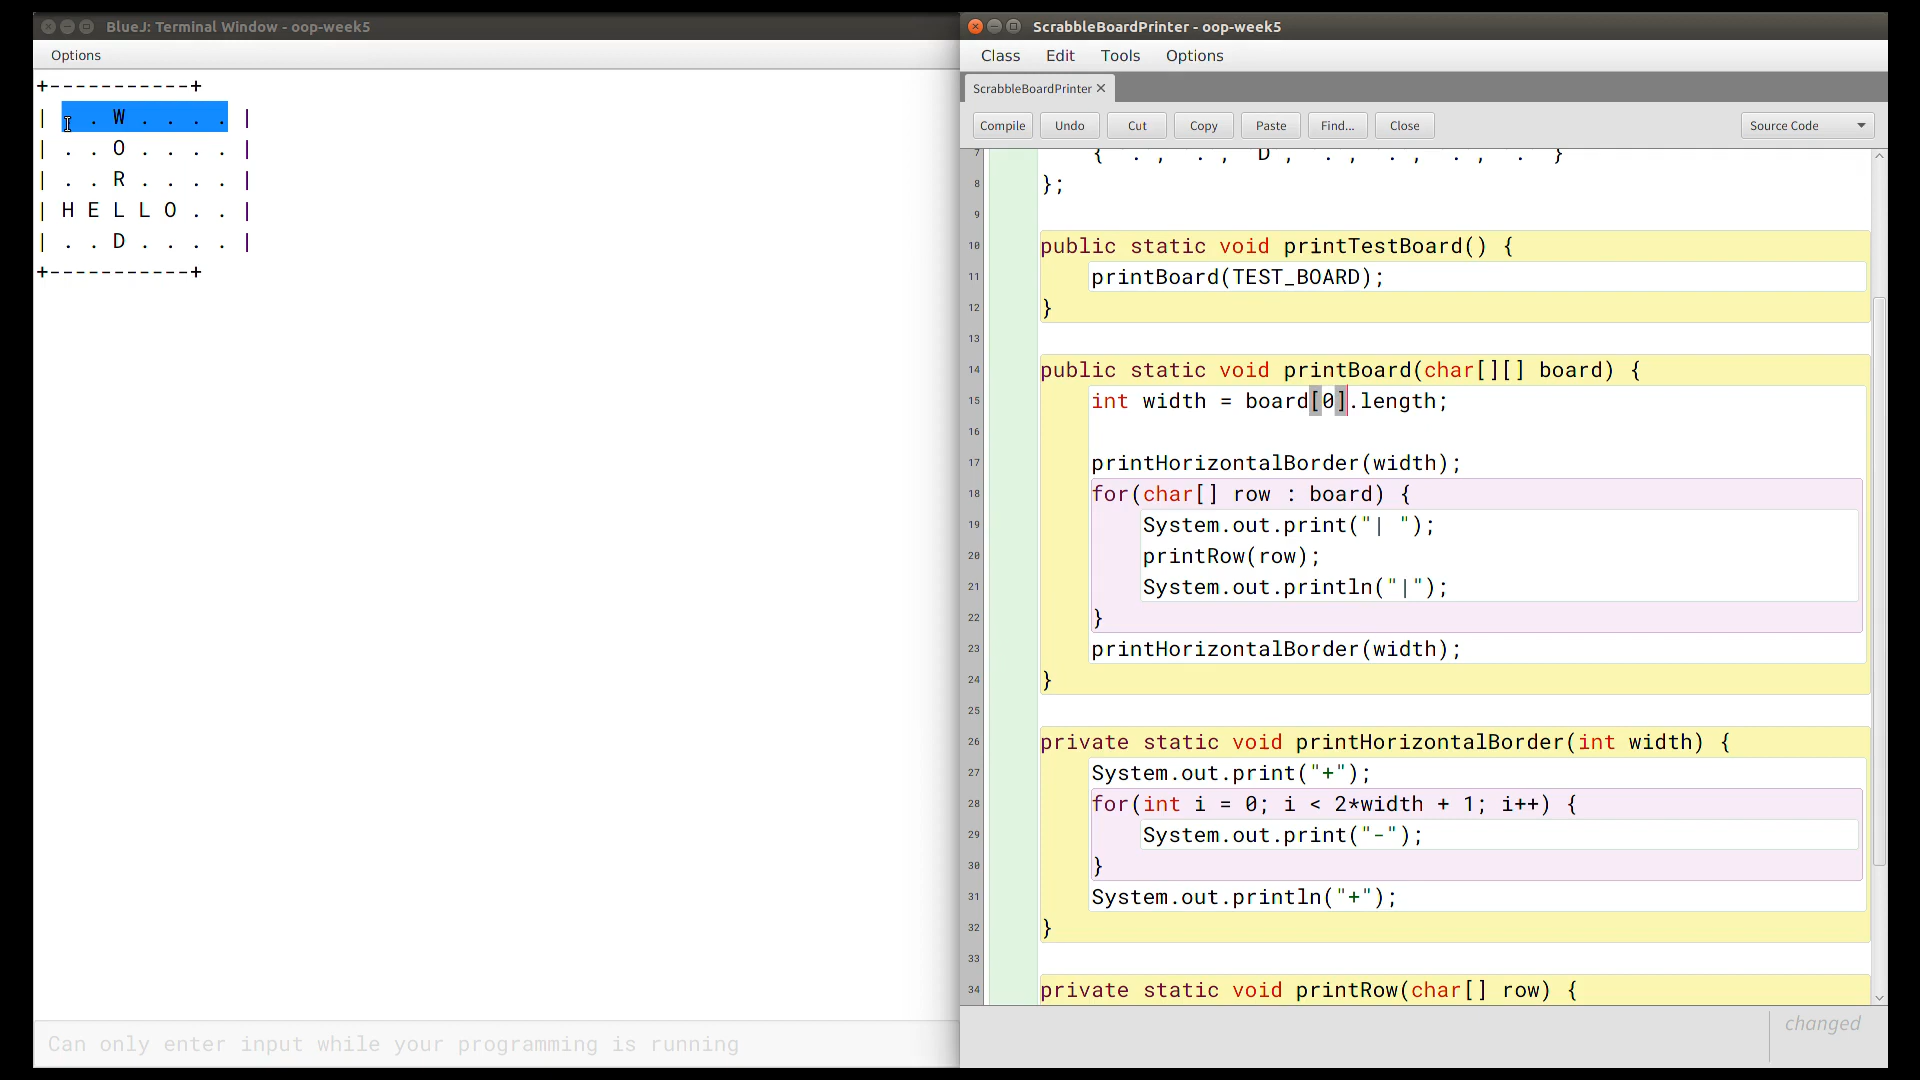 BlueJ: Terminal Window - oop-week5
Options
+-----------+
| . . W . . . . |
| . . O . . . . |
| . . R . . . . |
| H E L L O . . |
| . . D . . . . |
+-----------+
Can only enter input while your programming is running
ScrabbleBoardPrinter - oop-week5
Class Edit Tools Options
ScrabbleBoardPrinter ×
Compile Undo Cut Copy Paste Find... Close Source Code
7 { . , . , D , . , . , . , . }
8 };
9
10 public static void printTestBoard() {
11 printBoard(TEST_BOARD);
12 }
13
14 public static void printBoard(char[][] board) {
15 int width = board[0].length;
16
17 printHorizontalBorder(width);
18 for(char[] row : board) {
19 System.out.print("| ");
20 printRow(row);
21 System.out.println("|");
22 }
23 printHorizontalBorder(width);
24 }
25
26 private static void printHorizontalBorder(int width) {
27 System.out.print("+");
28 for(int i = 0; i < 2*width + 1; i++) {
29 System.out.print("-");
30 }
31 System.out.println("+");
32 }
33
34 private static void printRow(char[] row) {
changed